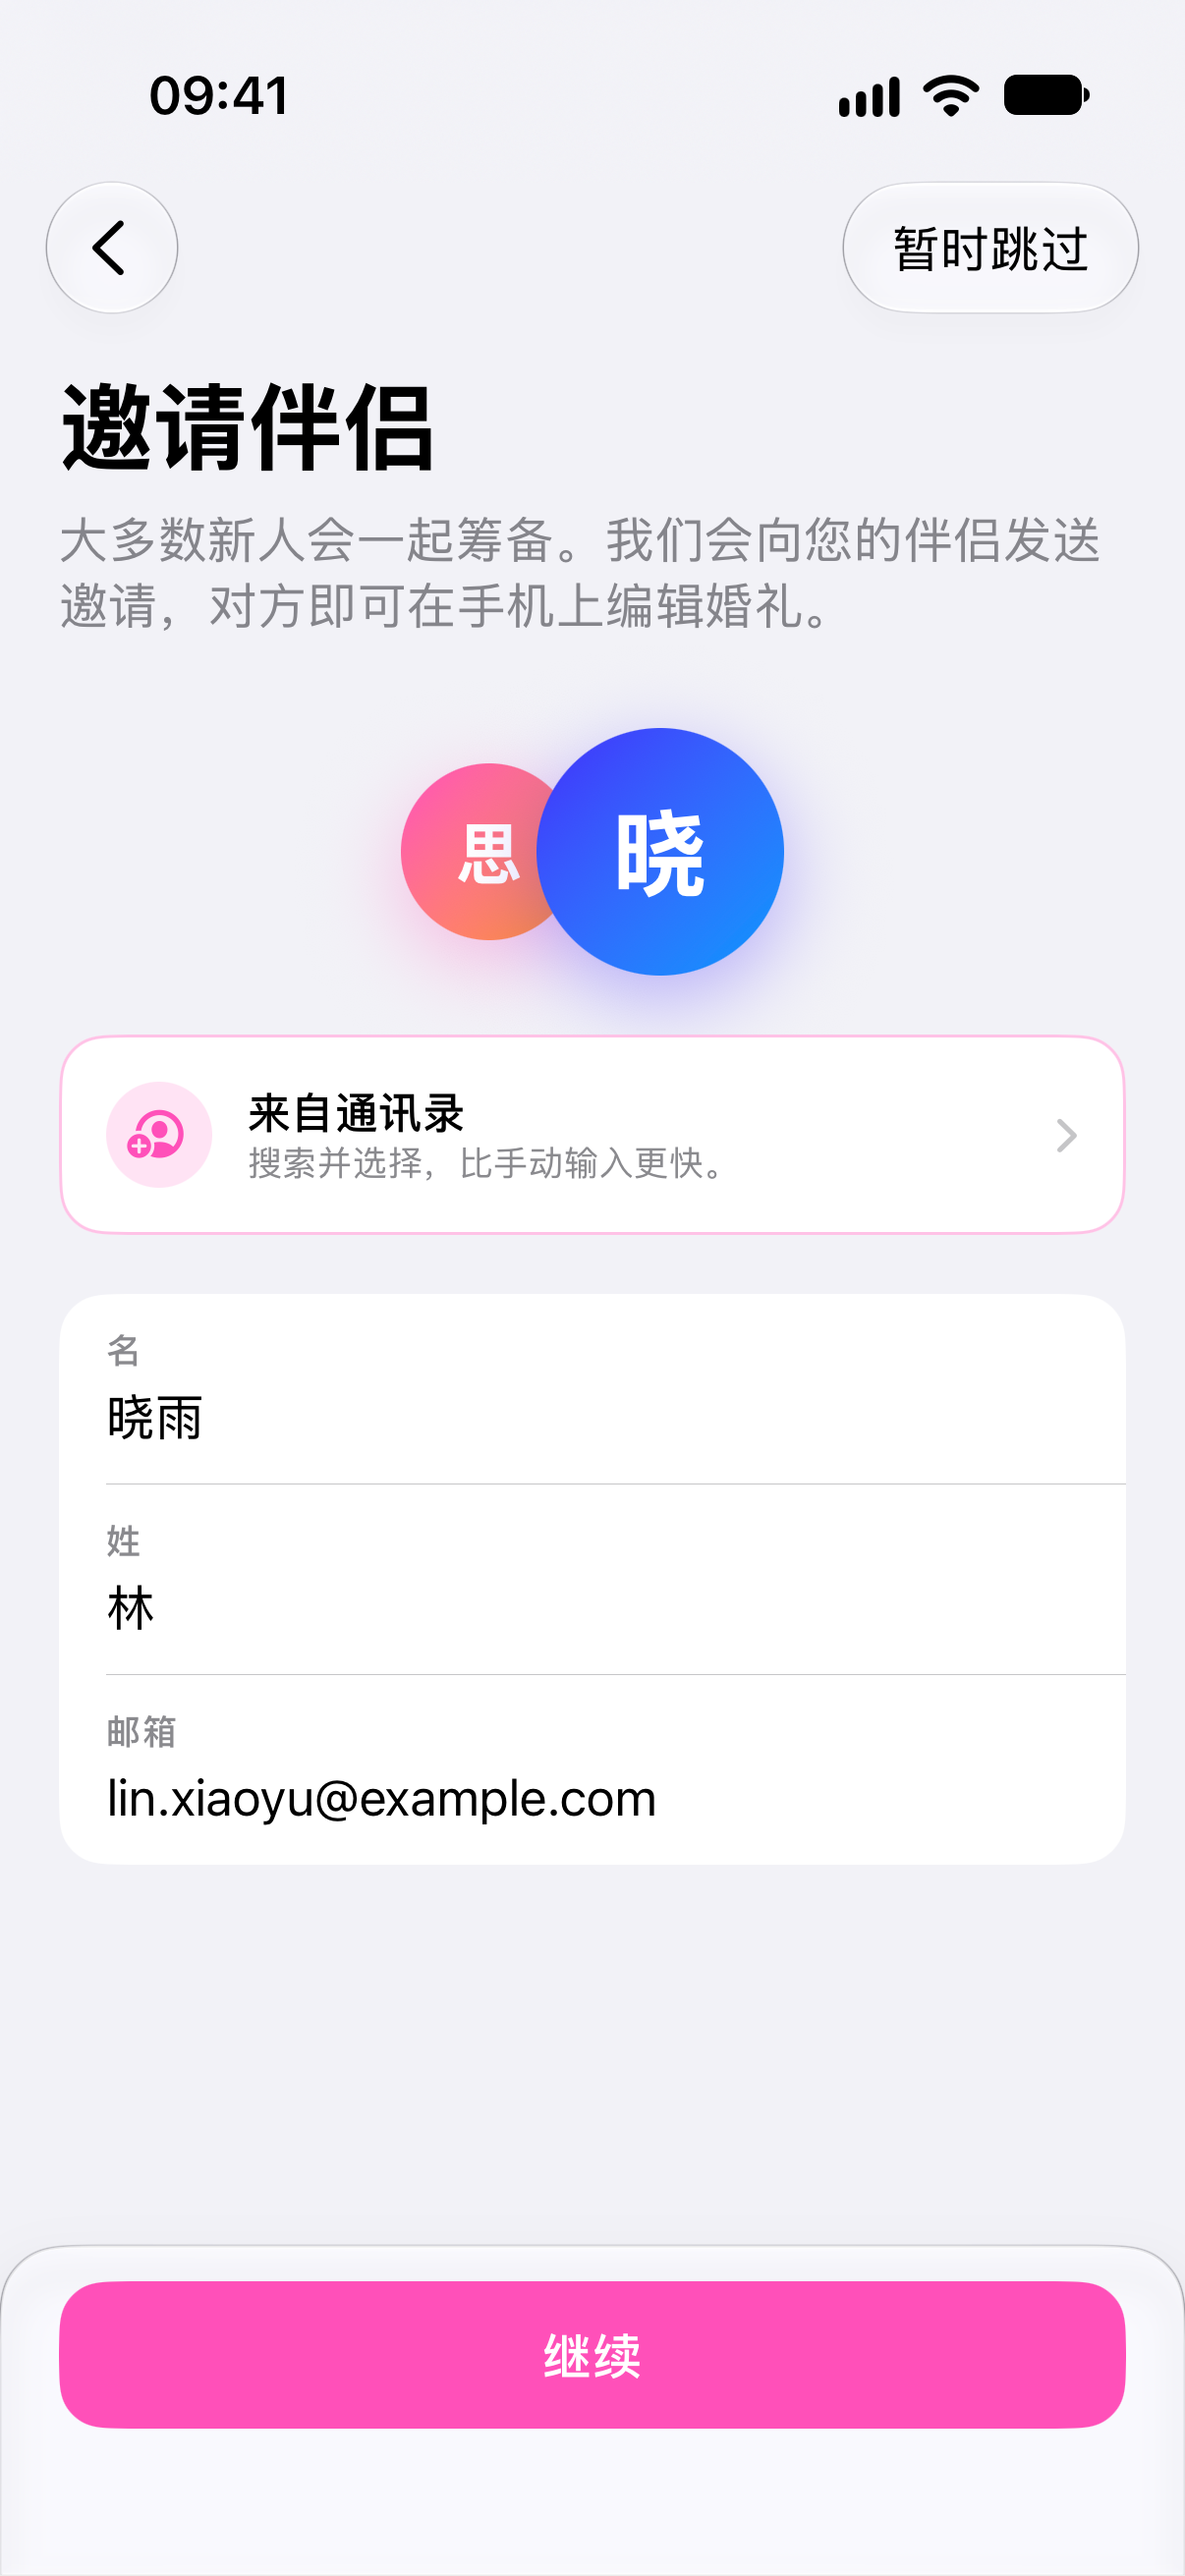 09:41
暂时跳过
邀请伴侣
大多数新人会一起筹备。我们会向您的伴侣发送
邀请，对方即可在手机上编辑婚礼。
思
晓
来自通讯录
搜索并选择，比手动输入更快。
名
晓雨
姓
林
邮箱
lin.xiaoyu@example.com
继续